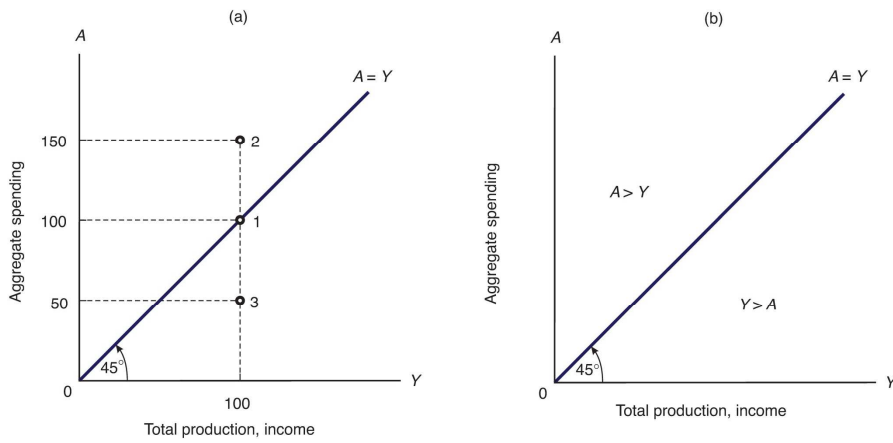 (a)
A
A = Y
150
2
Aggregate spending
100
1
50
3
45°
0
Y
100
Total production, income
(b)
A
A = Y
Aggregate spending
A > Y
Y > A
45°
0
Y
Total production, income